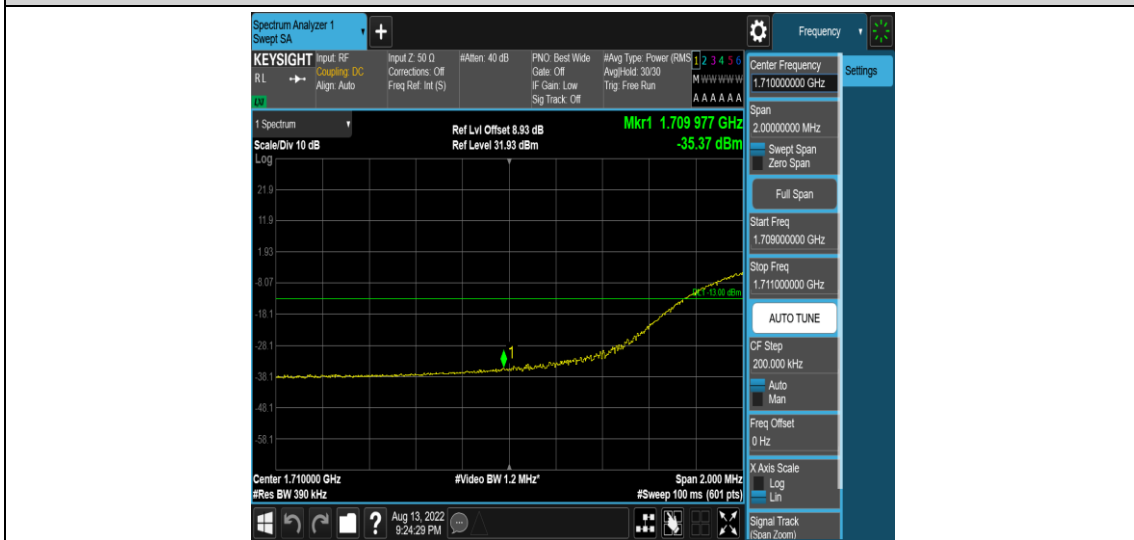 Spectrum Analyzer 1
Swept SA
+
Frequency
KEYSIGHT
RL
LXI
Input: RF
Coupling: DC
Align: Auto
Input Z: 50 Ω
Corrections: Off
Freq Ref: Int (S)
#Atten: 40 dB
PNO: Best Wide
Gate: Off
IF Gain: Low
Sig Track: Off
#Avg Type: Power (RMS
Avg|Hold: 30/30
Trig: Free Run
1 2 3 4 5 6
M W W W W W
A A A A A A
Center Frequency
1.710000000 GHz
Settings
Span
2.00000000 MHz
Swept Span
Zero Span
Full Span
Start Freq
1.709000000 GHz
Stop Freq
1.711000000 GHz
AUTO TUNE
CF Step
200.000 kHz
Auto
Man
Freq Offset
0 Hz
X Axis Scale
Log
Lin
Signal Track
(Span Zoom)
1 Spectrum
Scale/Div 10 dB
Ref Lvl Offset 8.93 dB
Ref Level 31.93 dBm
Mkr1 1.709 977 GHz
-35.37 dBm
Log
21.9
11.9
1.93
-8.07
DL1 -13.00 dBm
-18.1
-28.1
1
-38.1
-48.1
-58.1
Center 1.710000 GHz
#Video BW 1.2 MHz*
Span 2.000 MHz
#Res BW 390 kHz
#Sweep 100 ms (601 pts)
?
Aug 13, 2022
9:24:29 PM